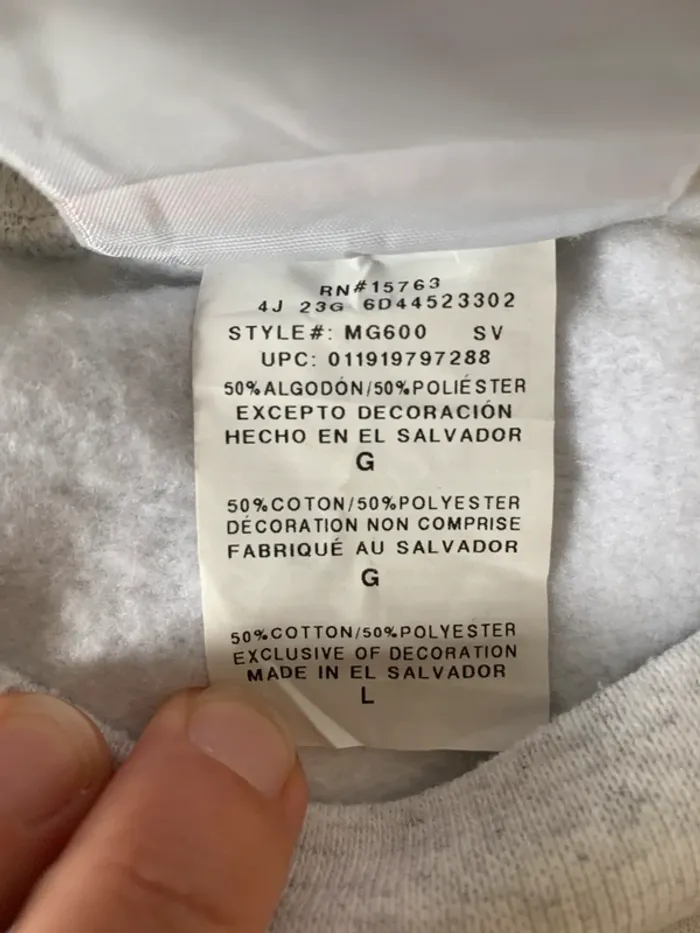 RN#15763
4J 23G 6D44523302
STYLE#: MG600 SV
UPC: 011919797288
50%ALGODÓN/50%POLIÉSTER
EXCEPTO DECORACIÓN
HECHO EN EL SALVADOR
G
50%COTON/50%POLYESTER
DÉCORATION NON COMPRISE
FABRIQUÉ AU SALVADOR
G
50%COTTON/50%POLYESTER
EXCLUSIVE OF DECORATION
MADE IN EL SALVADOR
L